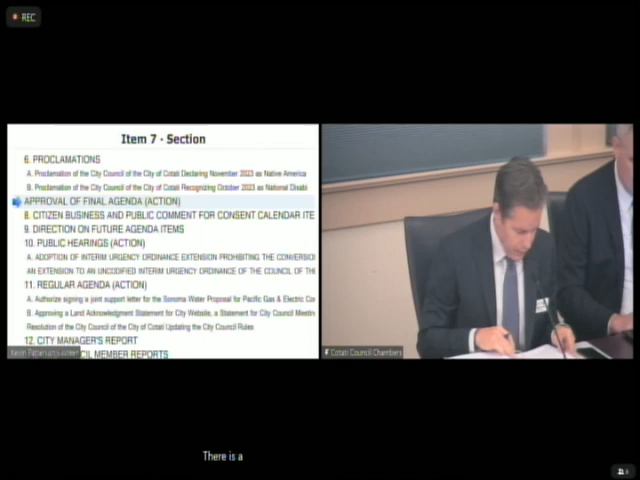 REC
Item 7 - Section
6. PROCLAMATIONS
A. Proclamation of the City Council of the City of Cotati Declaring November 2023 as Native America
B. Proclamation of the City Council of the City of Cotati Recognizing October 2023 as National Disabi
APPROVAL OF FINAL AGENDA (ACTION)
8. CITIZEN BUSINESS AND PUBLIC COMMENT FOR CONSENT CALENDAR ITE
9. DIRECTION ON FUTURE AGENDA ITEMS
10. PUBLIC HEARINGS (ACTION)
A. ADOPTION OF INTERIM URGENCY ORDINANCE EXTENSION PROHIBITING THE CONVERSIO
AN EXTENSION TO AN UNCODIFIED INTERIM URGENCY ORDINANCE OF THE COUNCIL OF TH
11. REGULAR AGENDA (ACTION)
A. Authorize signing a joint support letter for the Sonoma Water Proposal for Pacific Gas & Electric Co
B. Approving a Land Acknowledgment Statement for City Website, a Statement for City Council Meetin
Resolution of the City Council of the City of Cotati Updating the City Council Rules
12. CITY MANAGER'S REPORT
CIL MEMBER REPORTS
Kevin
Cotati Council Chambers
There is a